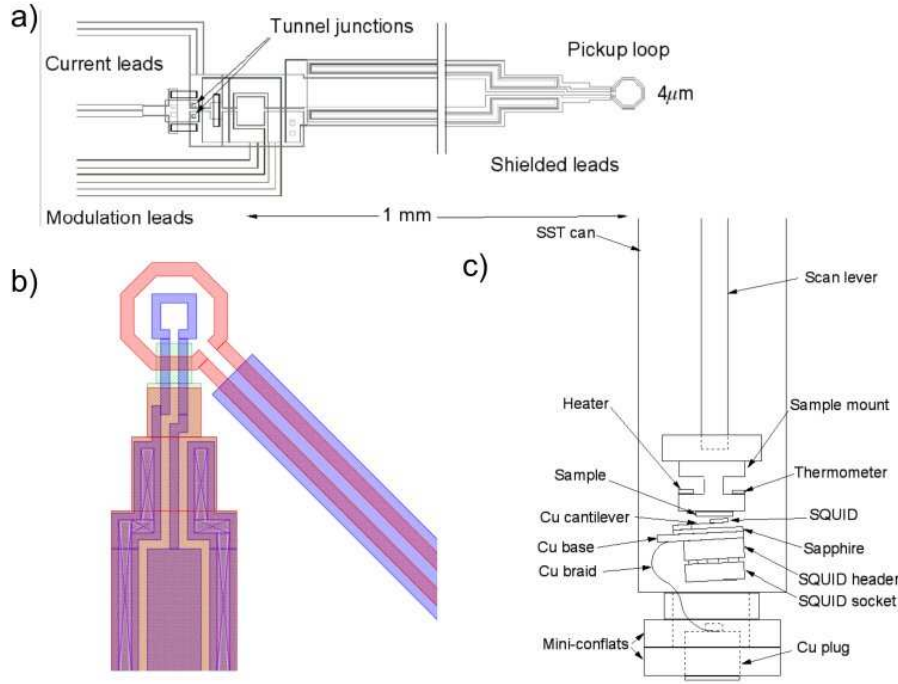 a)
Tunnel junctions
Current leads
Pickup loop
4μm
Shielded leads
Modulation leads
1 mm
b)
c)
SST can
Scan lever
Heater
Sample mount
Sample
Thermometer
Cu cantilever
SQUID
Cu base
Sapphire
Cu braid
SQUID header
SQUID socket
Mini-conflats
Cu plug